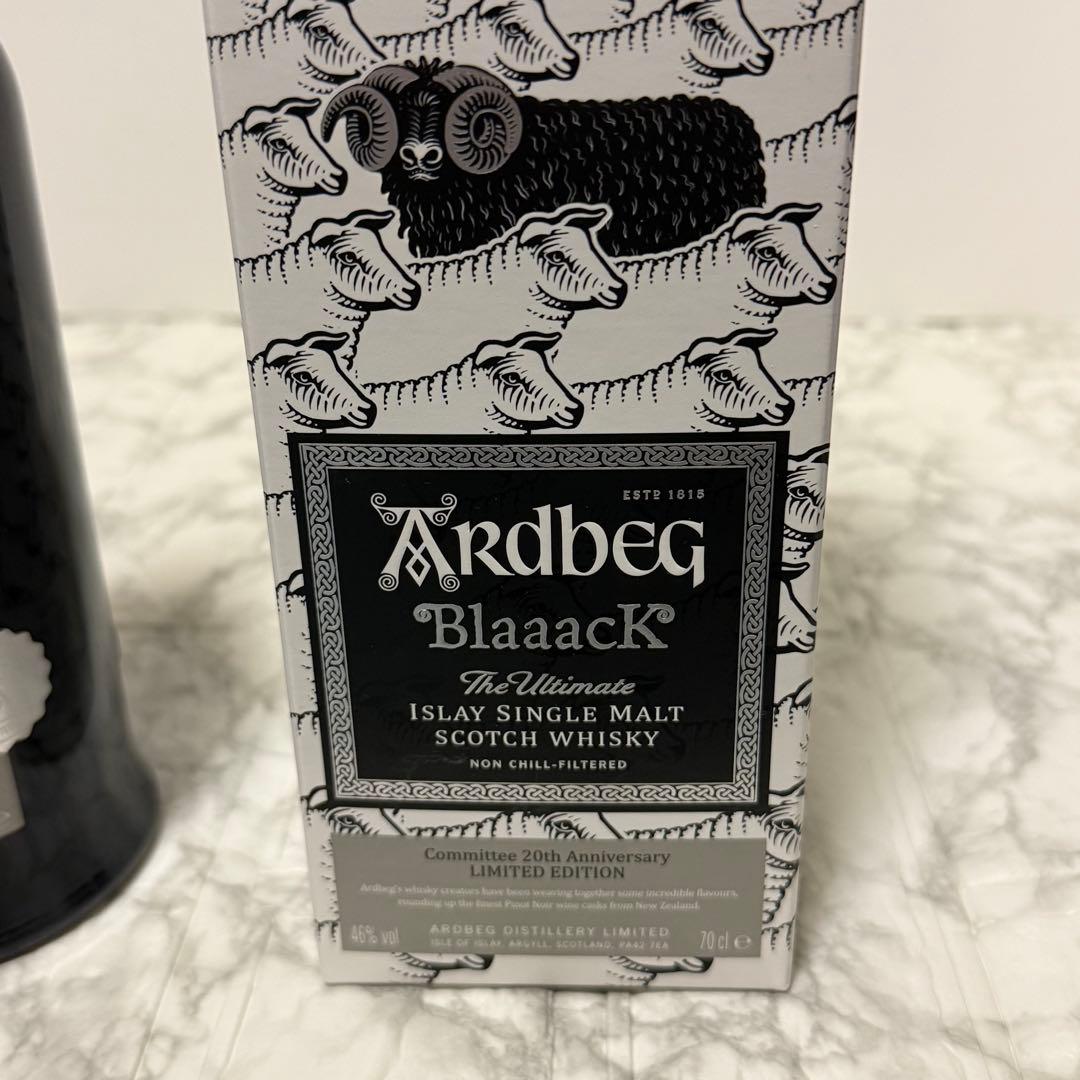 ESTD 1815
ARDBEG
BlaaacK
The Ultimate
ISLAY SINGLE MALT
SCOTCH WHISKY
NON CHILL-FILTERED
Committee 20th Anniversary
LIMITED EDITION
Ardbeg's whisky creators have been weaving together some incredible flavours,
rounding up the finest Pinot Noir wine casks from New Zealand.
46% vol
ARDBEG DISTILLERY LIMITED
ISLE OF ISLAY, ARGYLL, SCOTLAND, PA42 7EA
70 cl e